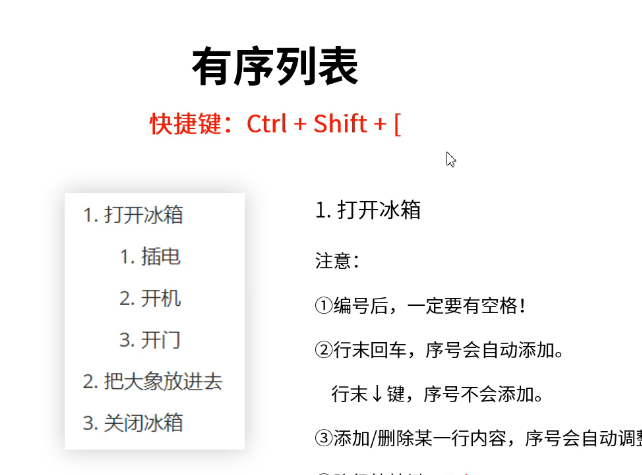 有序列表
快捷键：Ctrl + Shift + [
1. 打开冰箱
1. 插电
2. 开机
3. 开门
2. 把大象放进去
3. 关闭冰箱
1. 打开冰箱
注意：
①编号后，一定要有空格！
②行末回车，序号会自动添加。
行末↓键，序号不会添加。
③添加/删除某一行内容，序号会自动调整